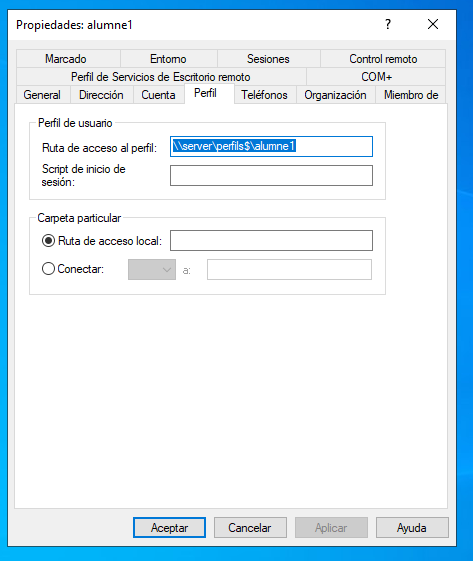 Propiedades: alumne1
?
Marcado Entorno Sesiones Control remoto
Perfil de Servicios de Escritorio remoto COM+
General Dirección Cuenta Perfil Teléfonos Organización Miembro de
Perfil de usuario
Ruta de acceso al perfil: \\server\perfils$\alumne1
Script de inicio de
sesión:
Carpeta particular
Ruta de acceso local:
Conectar: a:
Aceptar Cancelar Aplicar Ayuda